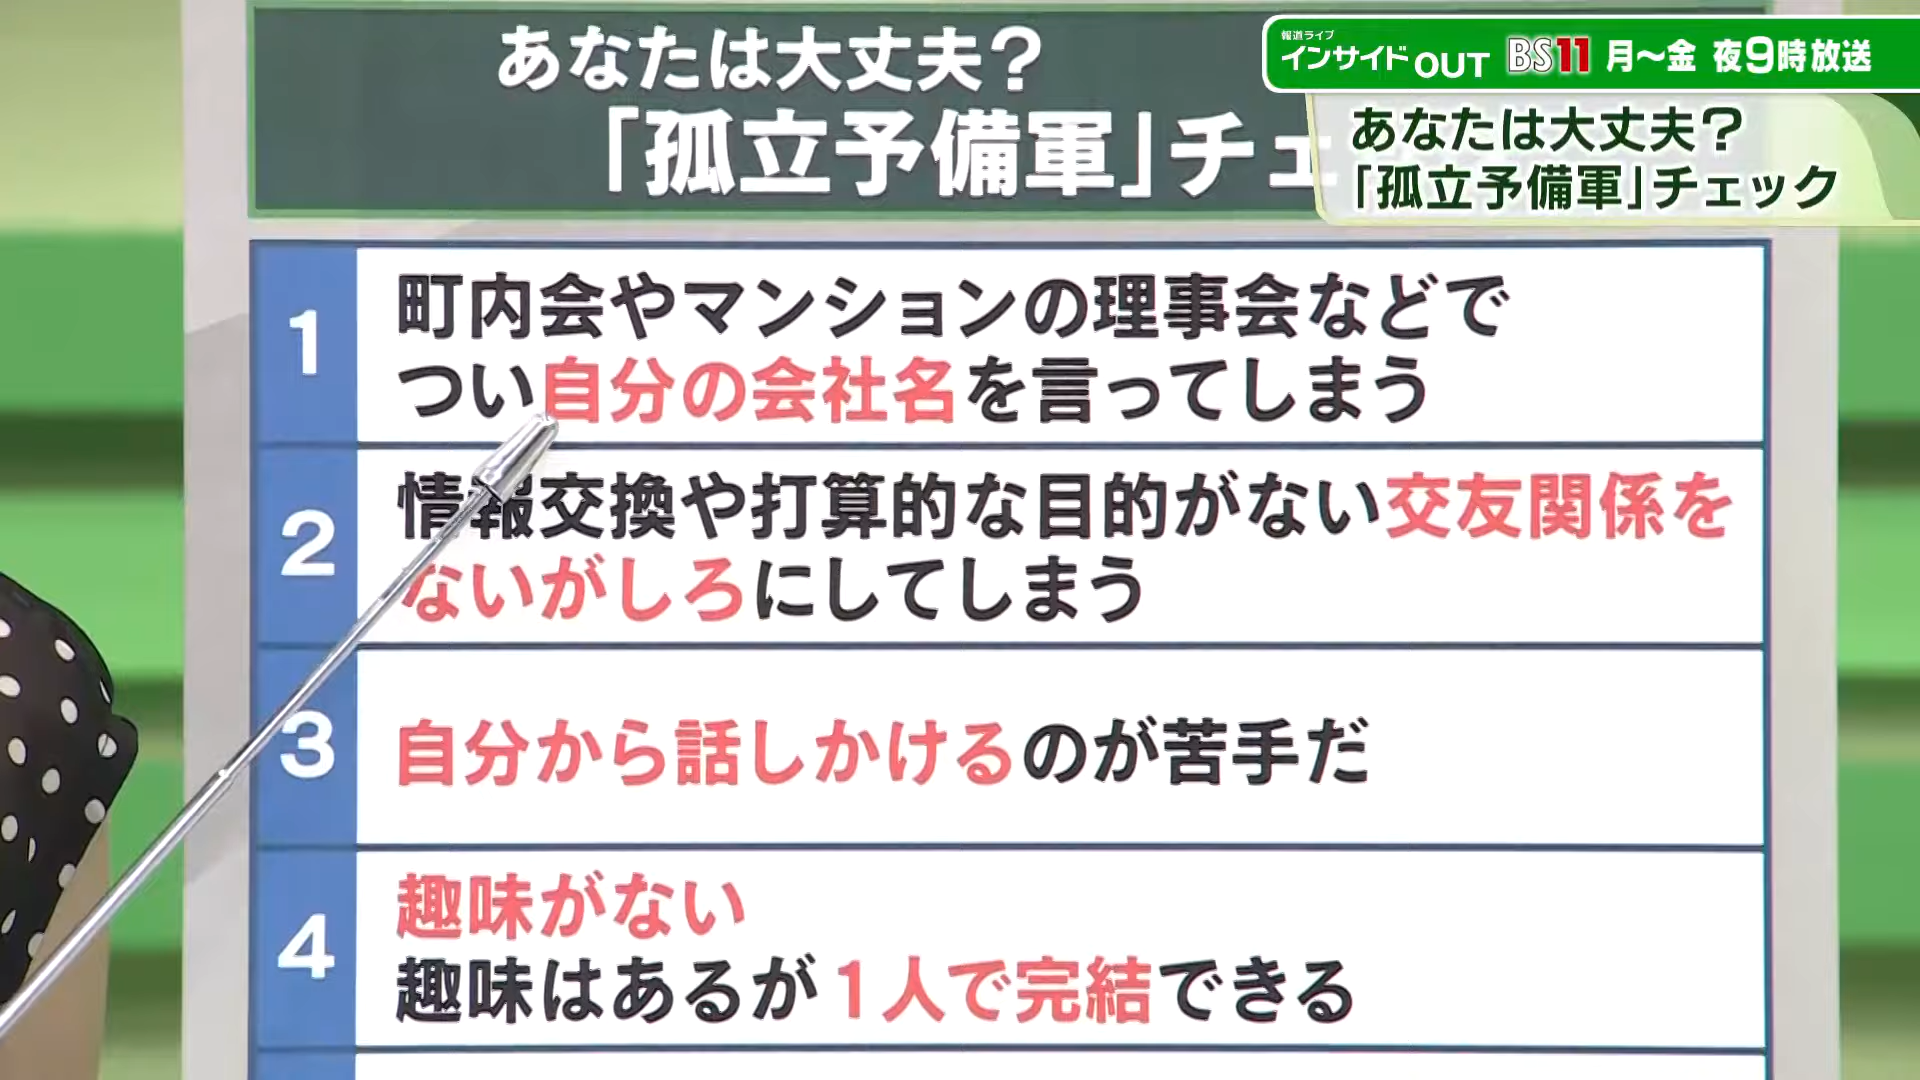 あなたは大丈夫？
「孤立予備軍」チェ
報道ライブ
インサイドOUT BS11 月～金 夜9時放送
あなたは大丈夫？
「孤立予備軍」チェック
1
町内会やマンションの理事会などで
つい自分の会社名を言ってしまう
2
情報交換や打算的な目的がない交友関係を
ないがしろにしてしまう
3
自分から話しかけるのが苦手だ
4
趣味がない
趣味はあるが1人で完結できる